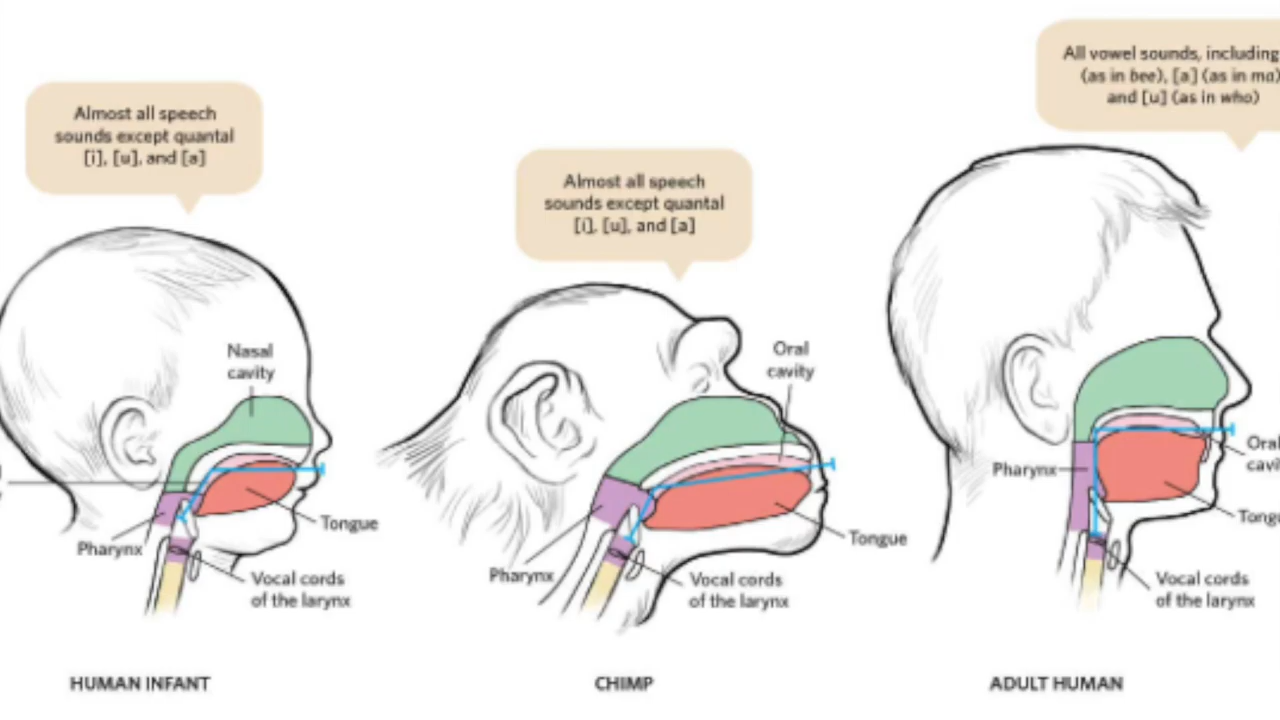 Almost all speech
sounds except quantal
[i], [u], and [a]
Nasal
cavity
Pharynx
Tongue
Vocal cords
of the larynx
HUMAN INFANT
Almost all speech
sounds except quantal
[i], [u], and [a]
Oral
cavity
Pharynx
Tongue
Vocal cords
of the larynx
CHIMP
All vowel sounds, including
(as in bee), [a] (as in ma)
and [u] (as in who)
Pharynx
Oral
cavi
Tongu
Vocal cords
of the larynx
ADULT HUMAN